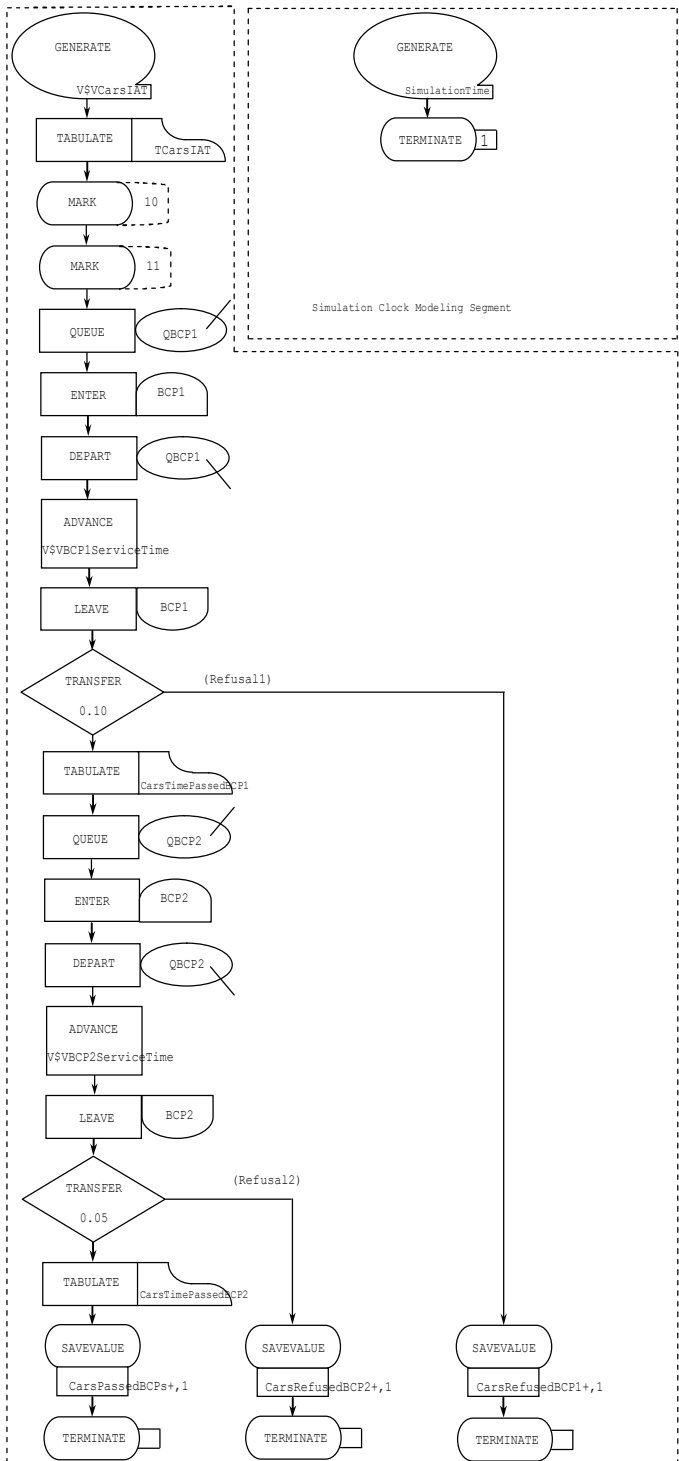 GENERATE
V$VCarsIAT
TABULATE
TCarsIAT
MARK
10
MARK
11
QUEUE
QBCP1
ENTER
BCP1
DEPART
QBCP1
ADVANCE
V$VBCP1ServiceTime
LEAVE
BCP1
TRANSFER
0.10
(Refusal1)
TABULATE
CarsTimePassedBCP1
QUEUE
QBCP2
ENTER
BCP2
DEPART
QBCP2
ADVANCE
V$VBCP2ServiceTime
LEAVE
BCP2
TRANSFER
0.05
(Refusal2)
TABULATE
CarsTimePassedBCP2
SAVEVALUE
CarsPassedBCPs+,1
TERMINATE
SAVEVALUE
CarsRefusedBCP2+,1
TERMINATE
SAVEVALUE
CarsRefusedBCP1+,1
TERMINATE
GENERATE
SimulationTime
TERMINATE
1
Simulation Clock Modeling Segment